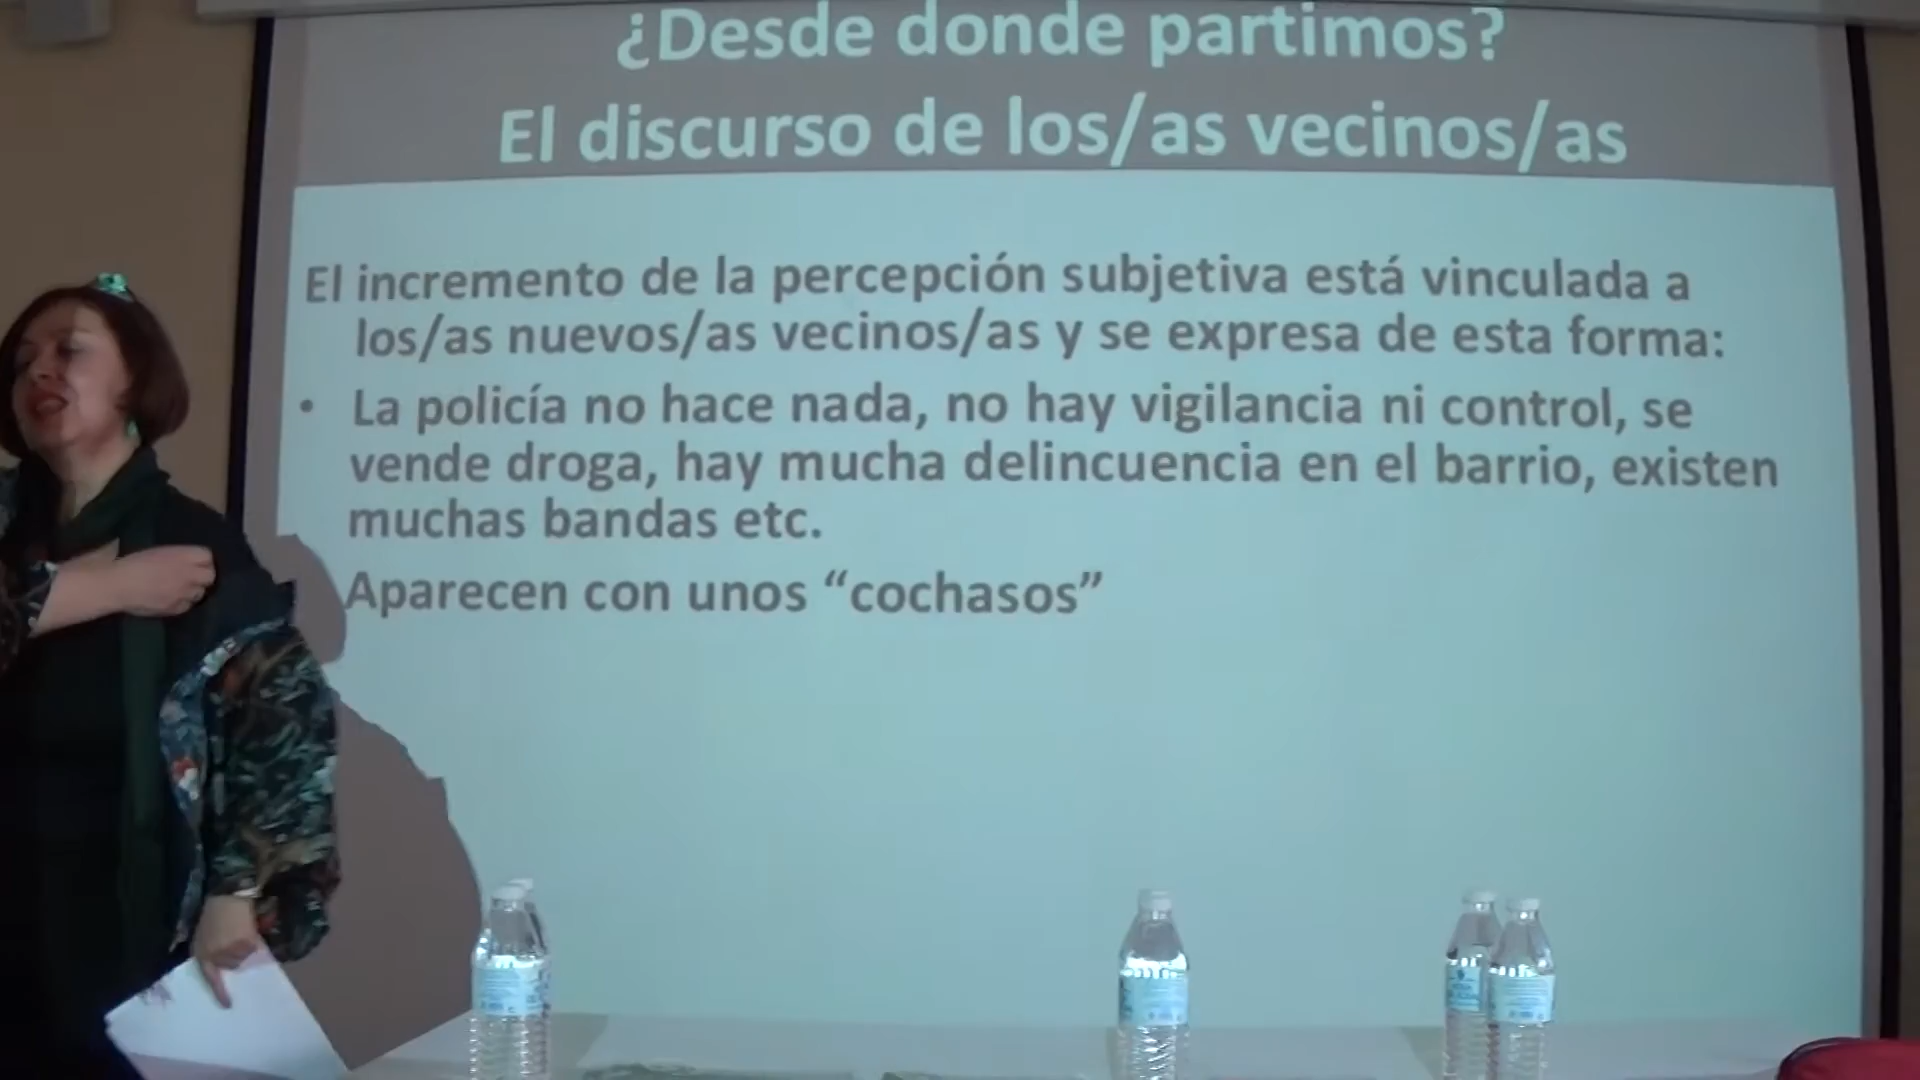 ¿Desde donde partimos?
El discurso de los/as vecinos/as
El incremento de la percepción subjetiva está vinculada a
los/as nuevos/as vecinos/as y se expresa de esta forma:
• La policía no hace nada, no hay vigilancia ni control, se
vende droga, hay mucha delincuencia en el barrio, existen
muchas bandas etc.
Aparecen con unos “cochasos”